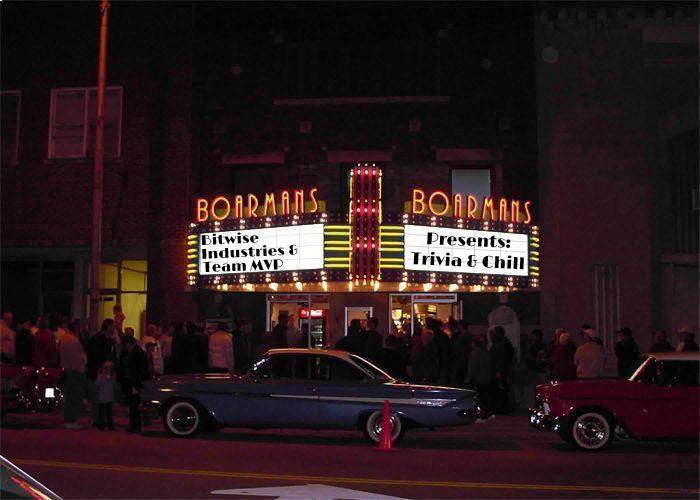 BOARMANS
BOARMANS
Bitwise
Industries &
Team MVP
Presents:
Trivia & Chill